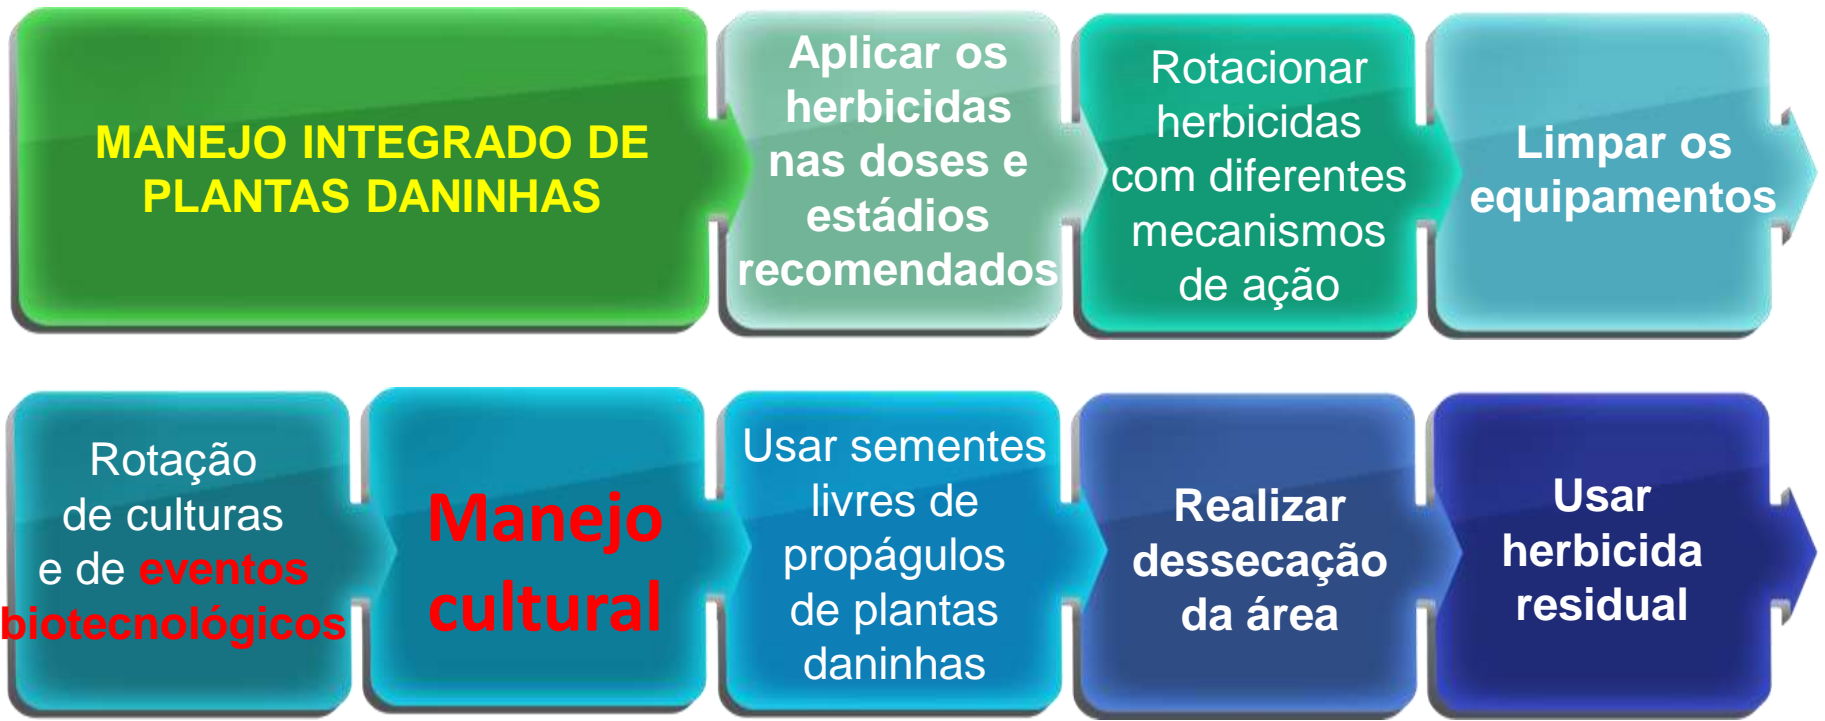 MANEJO INTEGRADO DE
PLANTAS DANINHAS
Aplicar os
herbicidas
nas doses e
estádios
recomendados
Rotacionar
herbicidas
com diferentes
mecanismos
de ação
Limpar os
equipamentos
Rotação
de culturas
e de eventos
biotecnológicos
Manejo
cultural
Usar sementes
livres de
propágulos
de plantas
daninhas
Realizar
dessecação
da área
Usar
herbicida
residual